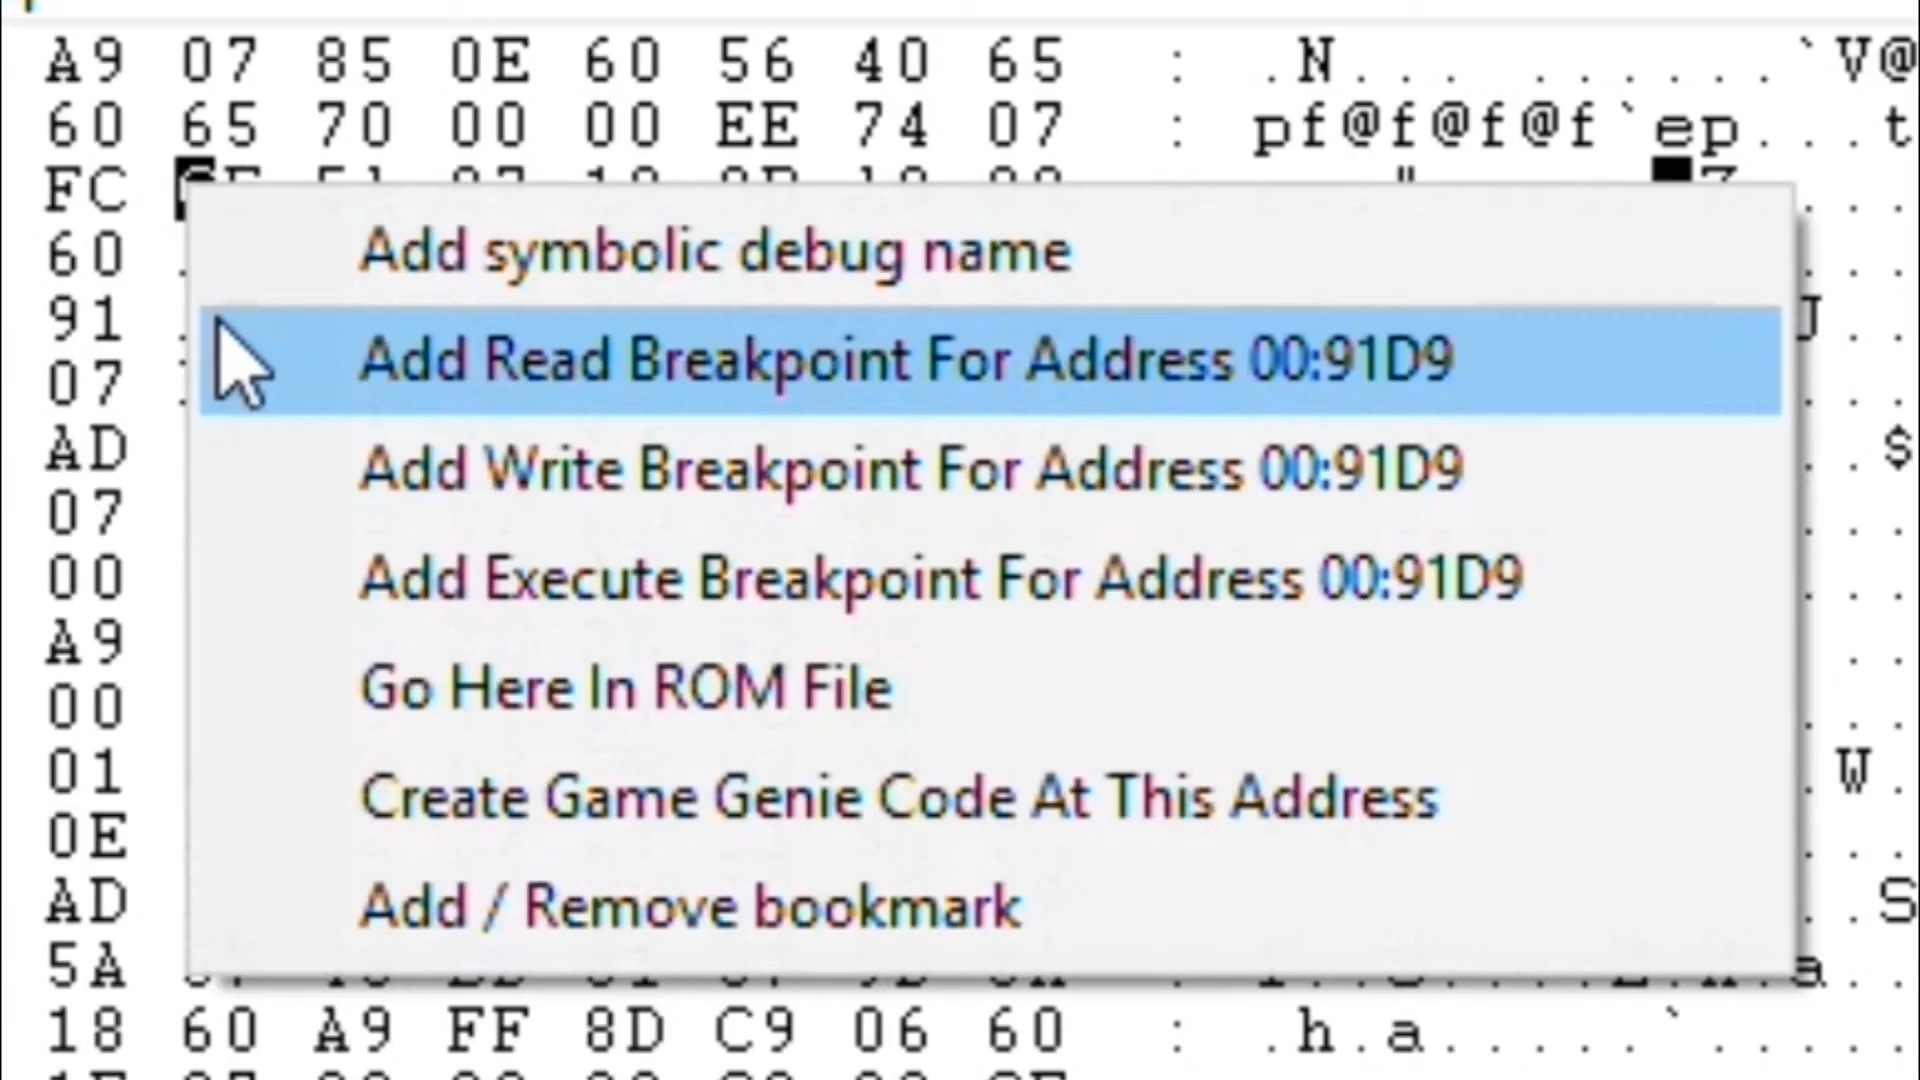 A9 07 85 0E 60 56 40 65 : .N... ......`V@
60 65 70 00 00 EE 74 07 : pf@f@f@f`ep...t
FC
60
91
07
AD $
07
00
A9
00
01 W.
0E
AD ..S
5A
18 60 A9 FF 8D C9 06 60 : .h.a.....`.....
Add symbolic debug name
Add Read Breakpoint For Address 00:91D9
Add Write Breakpoint For Address 00:91D9
Add Execute Breakpoint For Address 00:91D9
Go Here In ROM File
Create Game Genie Code At This Address
Add / Remove bookmark